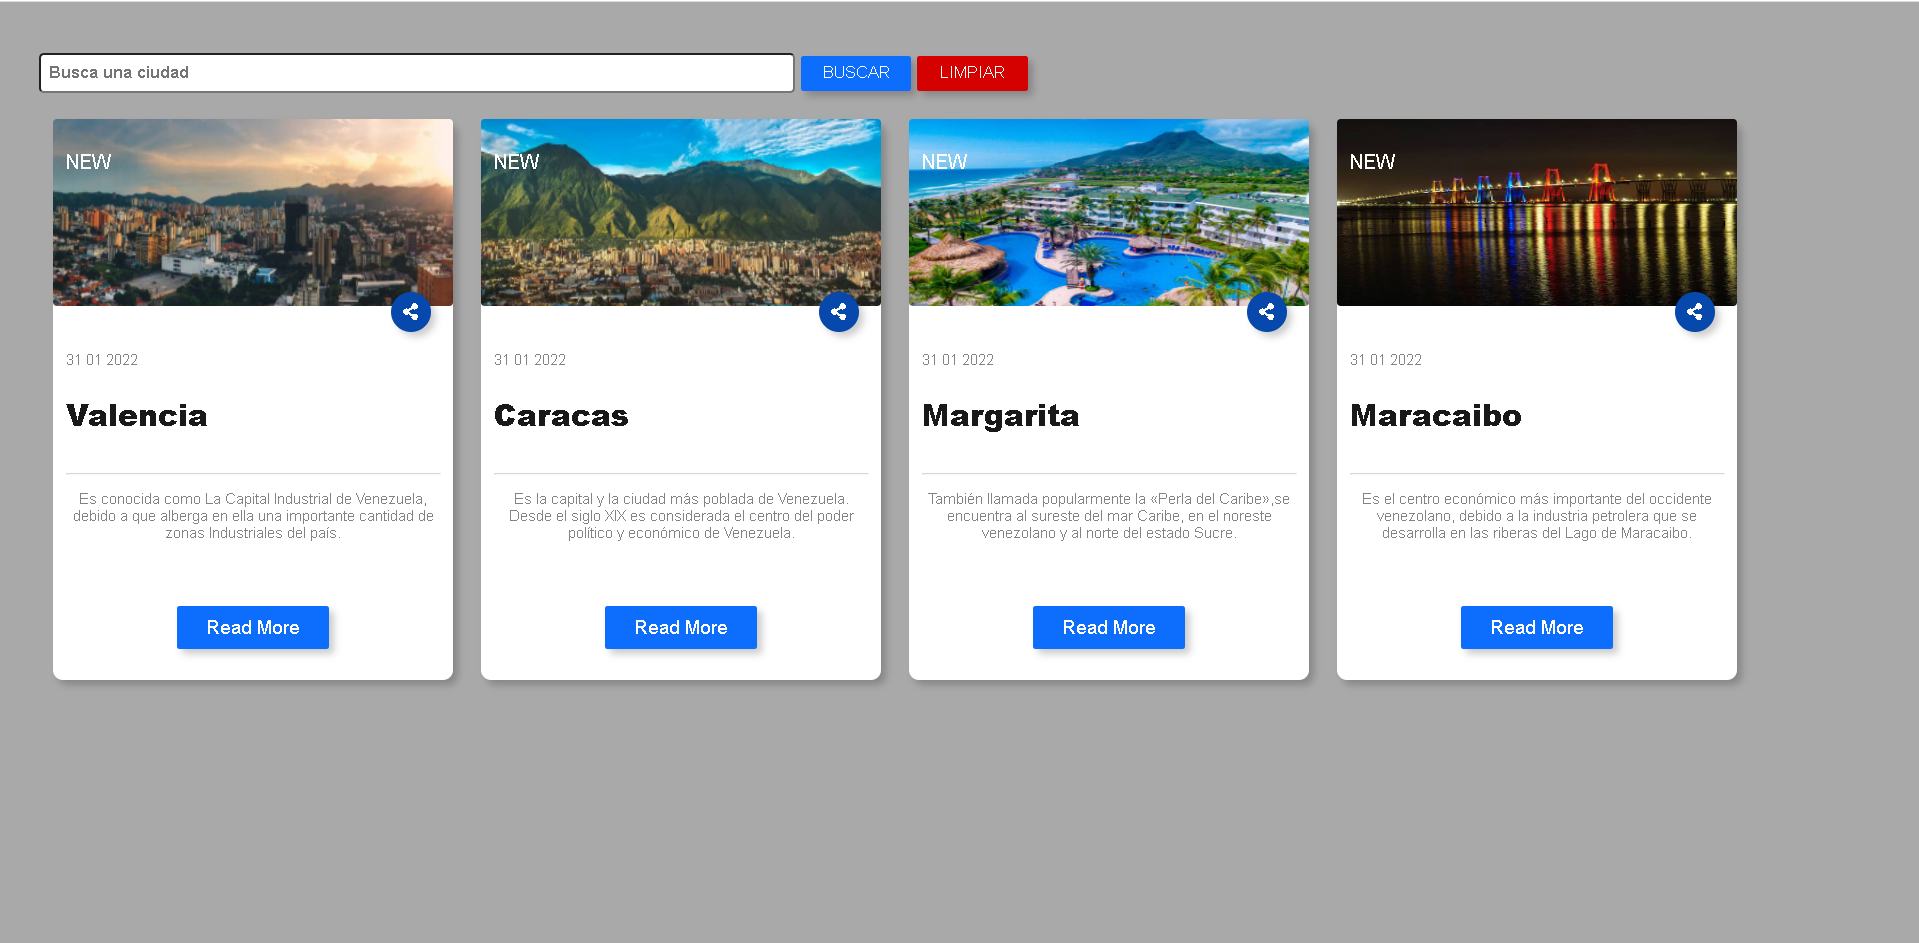 Busca una ciudad
BUSCAR
LIMPIAR
NEW
31 01 2022
Valencia
Es conocida como La Capital Industrial de Venezuela,
debido a que alberga en ella una importante cantidad de
zonas Industriales del país.
Read More
NEW
31 01 2022
Caracas
Es la capital y la ciudad más poblada de Venezuela.
Desde el siglo XIX es considerada el centro del poder
político y económico de Venezuela.
Read More
NEW
31 01 2022
Margarita
También llamada popularmente la «Perla del Caribe»,se
encuentra al sureste del mar Caribe, en el noreste
venezolano y al norte del estado Sucre.
Read More
NEW
31 01 2022
Maracaibo
Es el centro económico más importante del occidente
venezolano, debido a la industria petrolera que se
desarrolla en las riberas del Lago de Maracaibo.
Read More